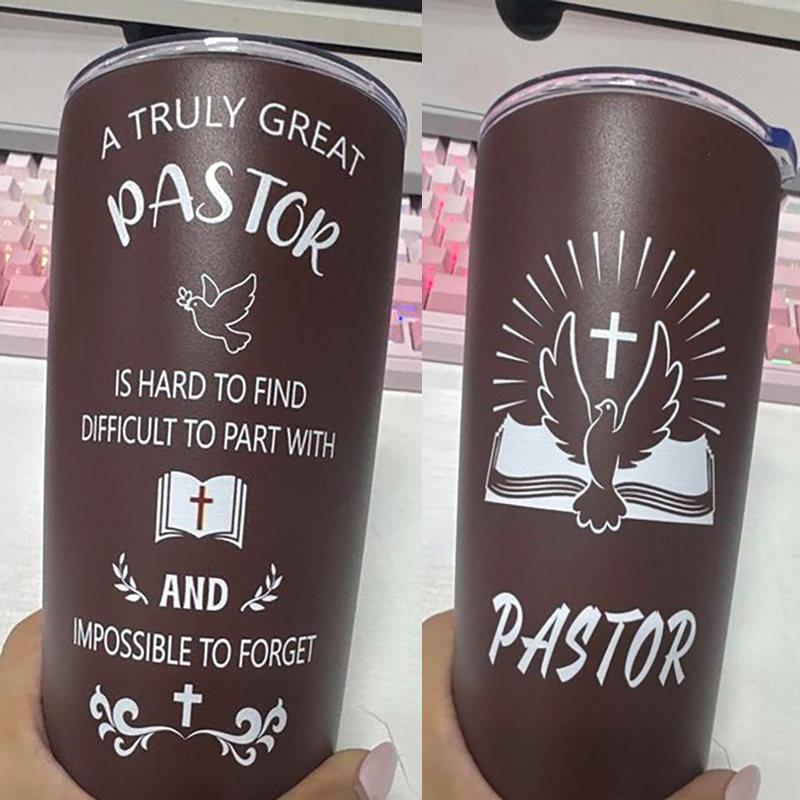 A TRULY GREAT
PASTOR
IS HARD TO FIND
DIFFICULT TO PART WITH
AND
IMPOSSIBLE TO FORGET
PASTOR